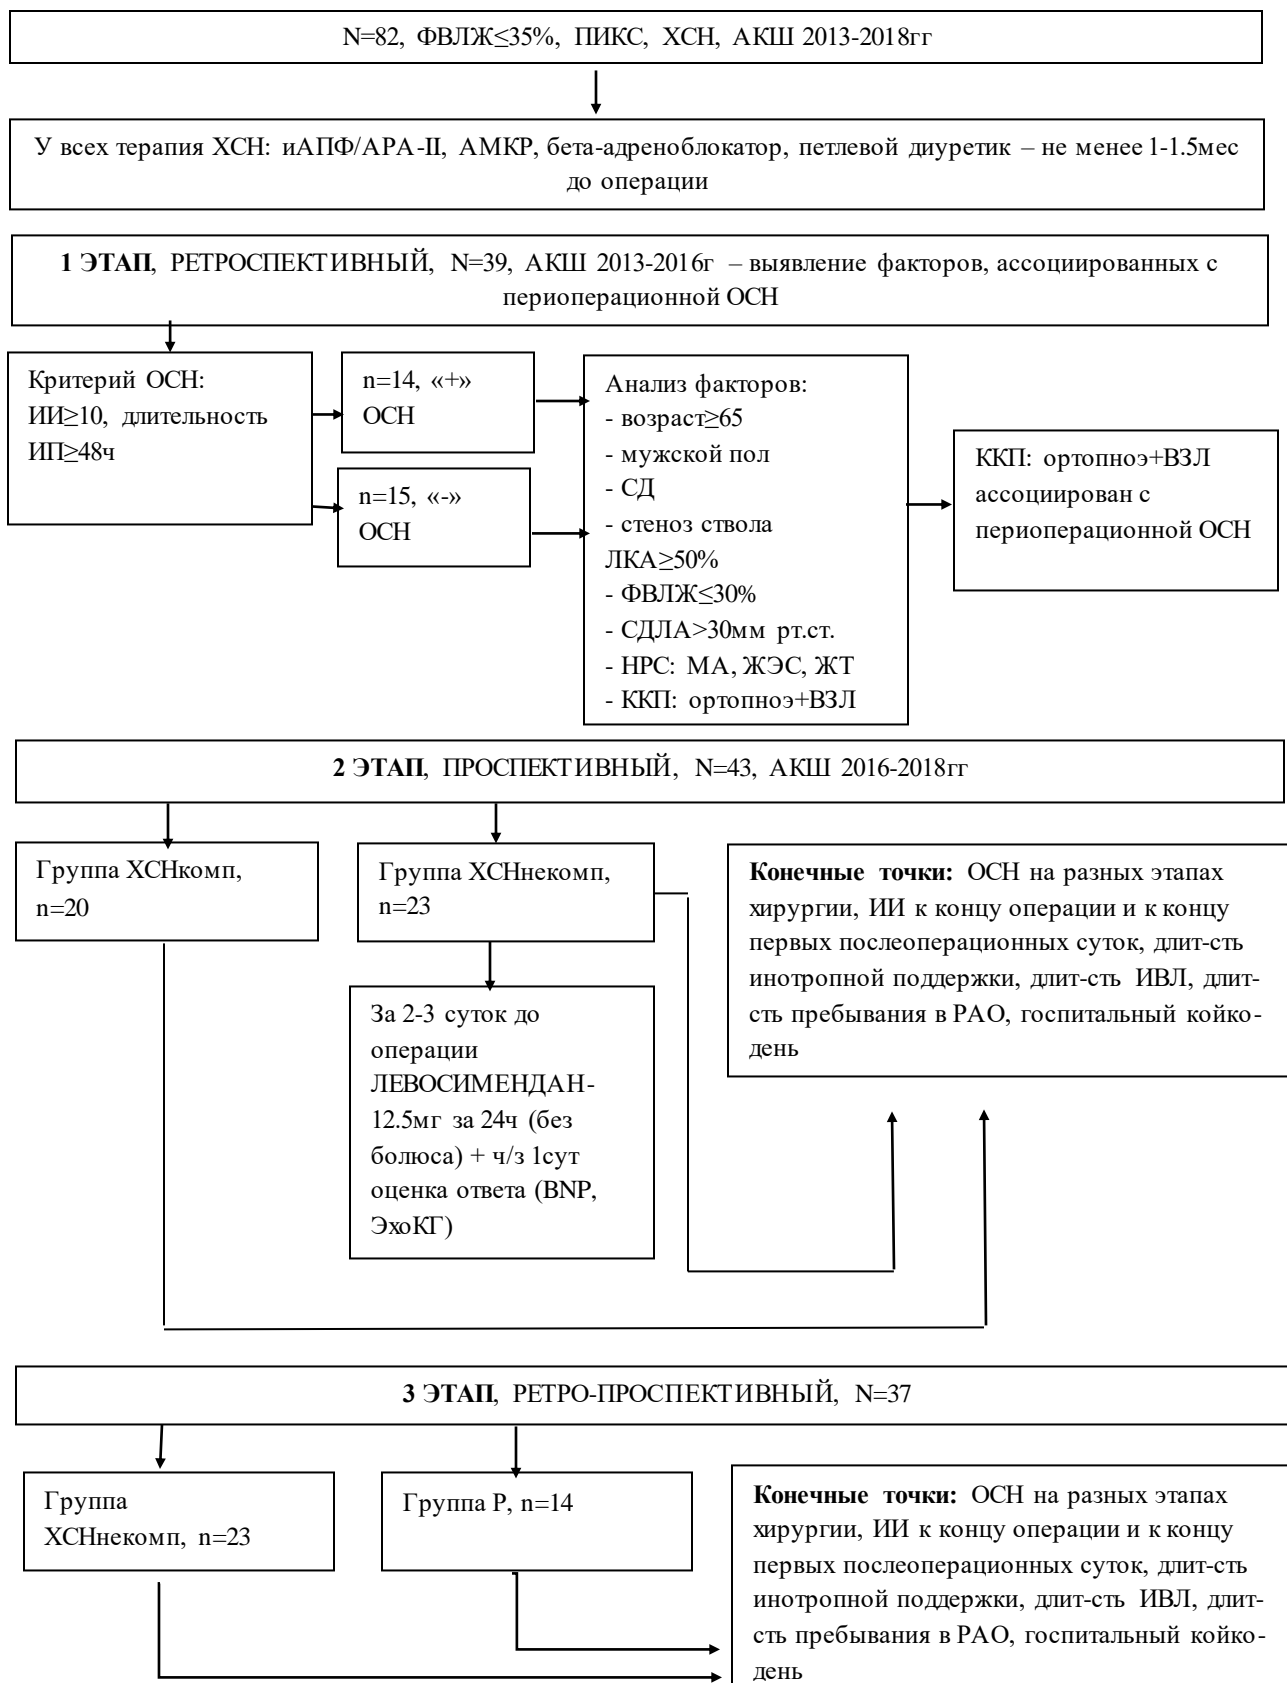 N=82, ФВЛЖ≤35%, ПИКС, ХСН, АКШ 2013-2018гг
У всех терапия ХСН: иАПФ/АРА-II, АМКР, бета-адреноблокатор, петлевой диуретик – не менее 1-1.5мес
до операции
1 ЭТАП, РЕТРОСПЕКТИВНЫЙ, N=39, АКШ 2013-2016г – выявление факторов, ассоциированных с
периоперационной ОСН
Критерий ОСН:
ИИ≥10, длительность
ИП≥48ч
n=14, «+»
ОСН
n=15, «-»
ОСН
Анализ факторов:
- возраст≥65
- мужской пол
- СД
- стеноз ствола
ЛКА≥50%
- ФВЛЖ≤30%
- СДЛА>30мм рт.ст.
- НРС: МА, ЖЭС, ЖТ
- ККП: ортопноэ+ВЗЛ
ККП: ортопноэ+ВЗЛ
ассоциирован с
периоперационной ОСН
2 ЭТАП, ПРОСПЕКТИВНЫЙ, N=43, АКШ 2016-2018гг
Группа ХСНкомп,
n=20
Группа ХСНнекомп,
n=23
За 2-3 суток до
операции
ЛЕВОСИМЕНДАН-
12.5мг за 24ч (без
болюса) + ч/з 1сут
оценка ответа (BNP,
ЭхоКГ)
Конечные точки: ОСН на разных этапах
хирургии, ИИ к концу операции и к концу
первых послеоперационных суток, длит-сть
инотропной поддержки, длит-сть ИВЛ, длит-
сть пребывания в РАО, госпитальный койко-
день
3 ЭТАП, РЕТРО-ПРОСПЕКТИВНЫЙ, N=37
Группа
ХСНнекомп, n=23
Группа Р, n=14
Конечные точки: ОСН на разных этапах
хирургии, ИИ к концу операции и к концу
первых послеоперационных суток, длит-сть
инотропной поддержки, длит-сть ИВЛ, длит-
сть пребывания в РАО, госпитальный койко-
день